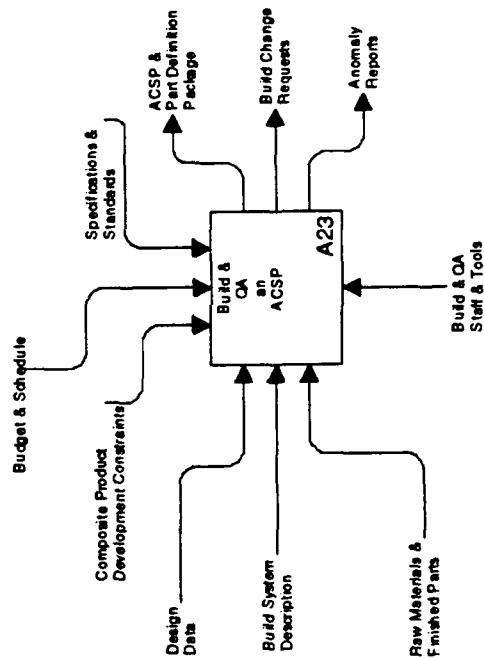 Budget & Schedule
Specifications &
Standards
Composite Product
Development Constraints
Design
Data
Build System
Description
Raw Materials &
Finished Parts
Build &
QA
an
ACSP
A23
ACSP &
Part Definition
Package
Build Change
Requests
Anomaly
Reports
Build & QA
Staff & Tools